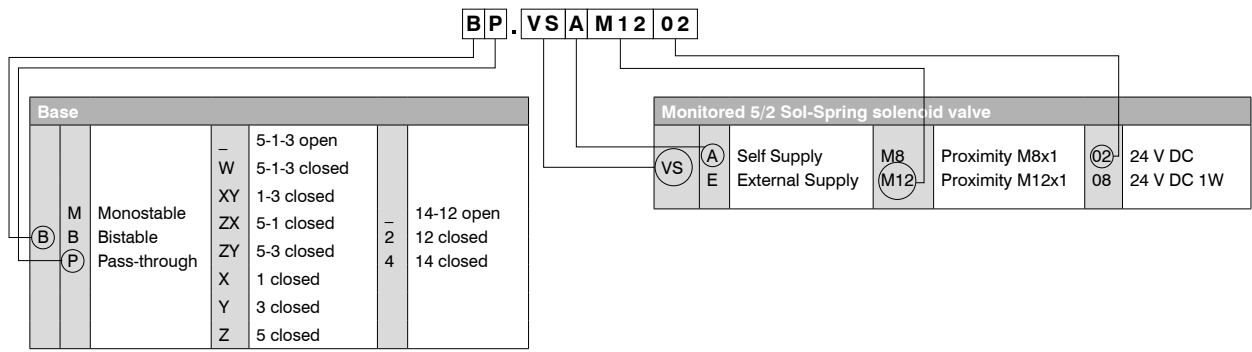 BP.VSAM1202
Base
_ 5-1-3 open
W 5-1-3 closed
XY 1-3 closed
B M Monostable ZX 5-1 closed _ 14-12 open
B Bistable ZY 5-3 closed 2 12 closed
P Pass-through X 1 closed 4 14 closed
Y 3 closed
Z 5 closed
Monitored 5/2 Sol-Spring solenoid valve
VS A Self Supply M8 Proximity M8x1 02 24 V DC
E External Supply M12 Proximity M12x1 08 24 V DC 1W